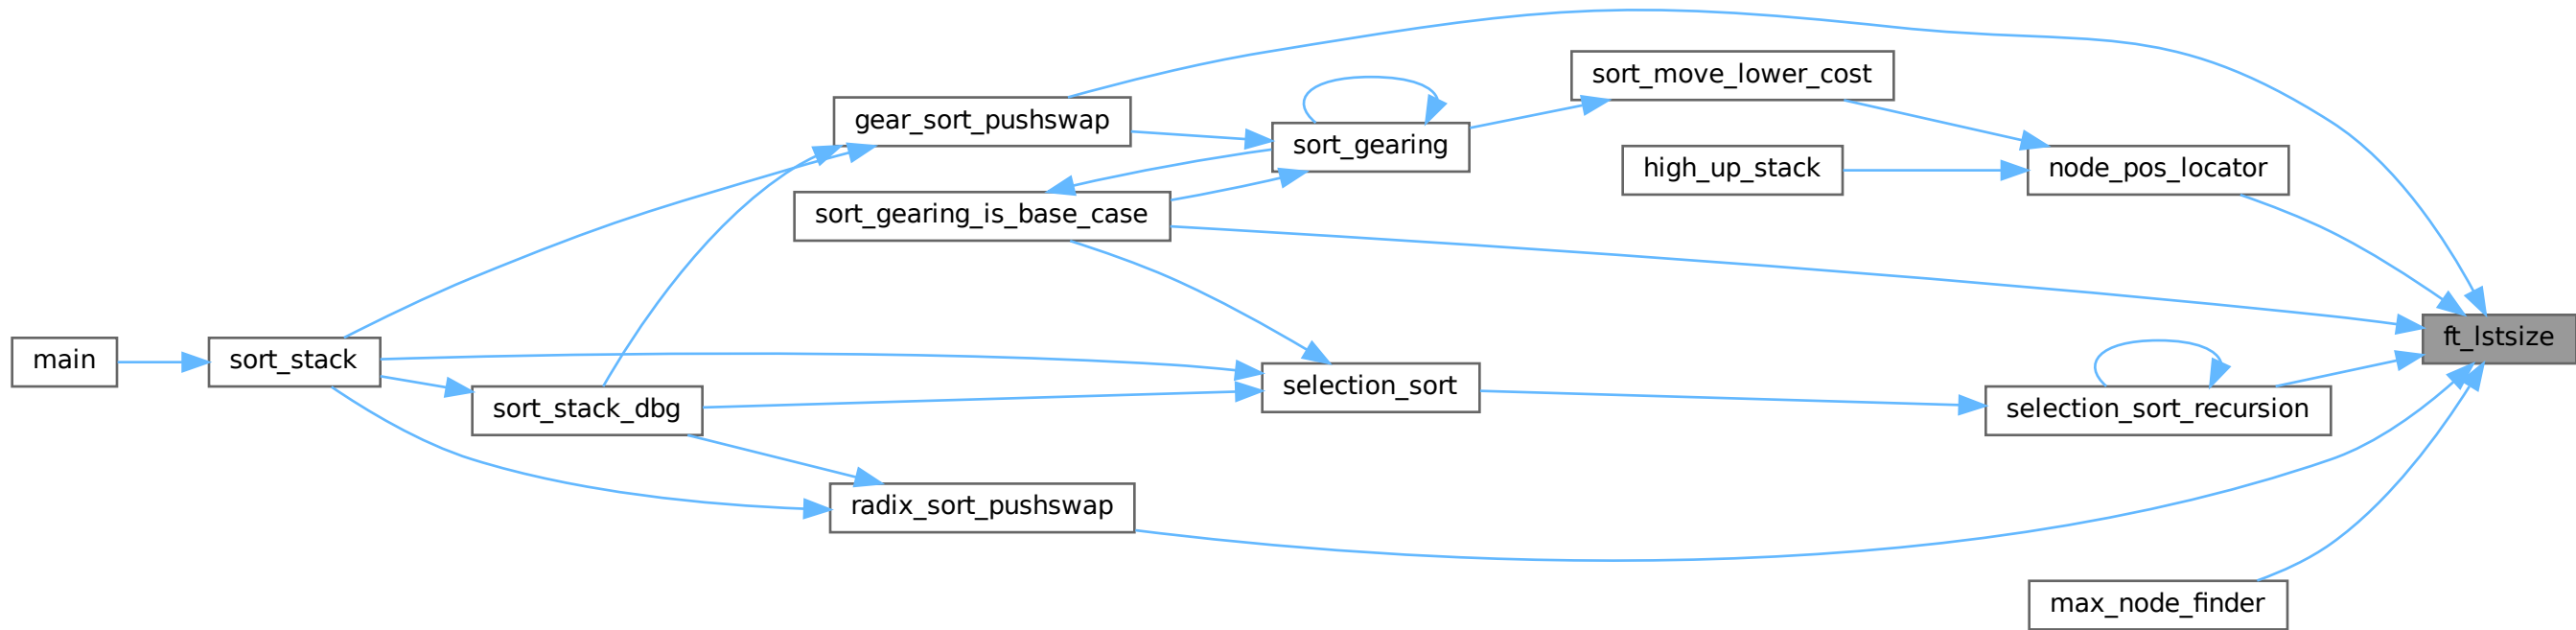 sort_move_lower_cost
gear_sort_pushswap
sort_gearing
high_up_stack
node_pos_locator
sort_gearing_is_base_case
ft_lstsize
main
sort_stack
selection_sort
sort_stack_dbg
selection_sort_recursion
radix_sort_pushswap
max_node_finder